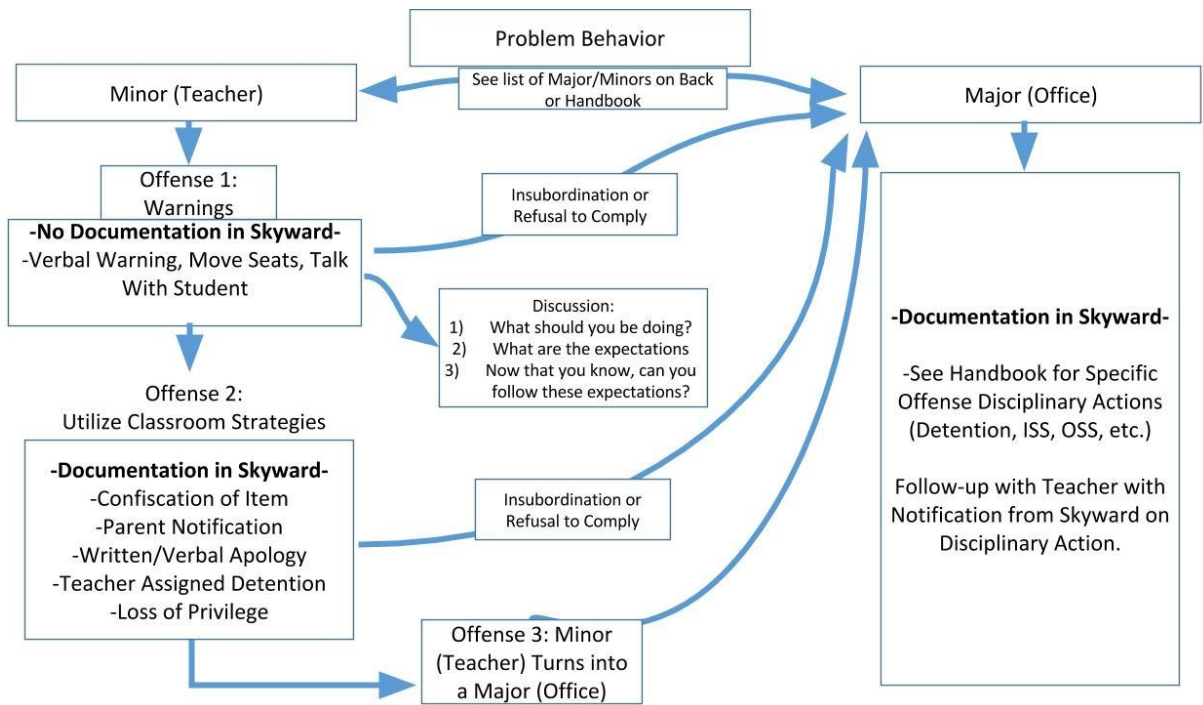 Problem Behavior
See list of Major/Minors on Back
or Handbook
Minor (Teacher)
Major (Office)
Offense 1:
Warnings
-No Documentation in Skyward-
-Verbal Warning, Move Seats, Talk
With Student
Insubordination or
Refusal to Comply
Discussion:
1) What should you be doing?
2) What are the expectations
3) Now that you know, can you
follow these expectations?
Offense 2:
Utilize Classroom Strategies
-Documentation in Skyward-
-Confiscation of Item
-Parent Notification
-Written/Verbal Apology
-Teacher Assigned Detention
-Loss of Privilege
Insubordination or
Refusal to Comply
Offense 3: Minor
(Teacher) Turns into
a Major (Office)
-Documentation in Skyward-
-See Handbook for Specific
Offense Disciplinary Actions
(Detention, ISS, OSS, etc.)
Follow-up with Teacher with
Notification from Skyward on
Disciplinary Action.